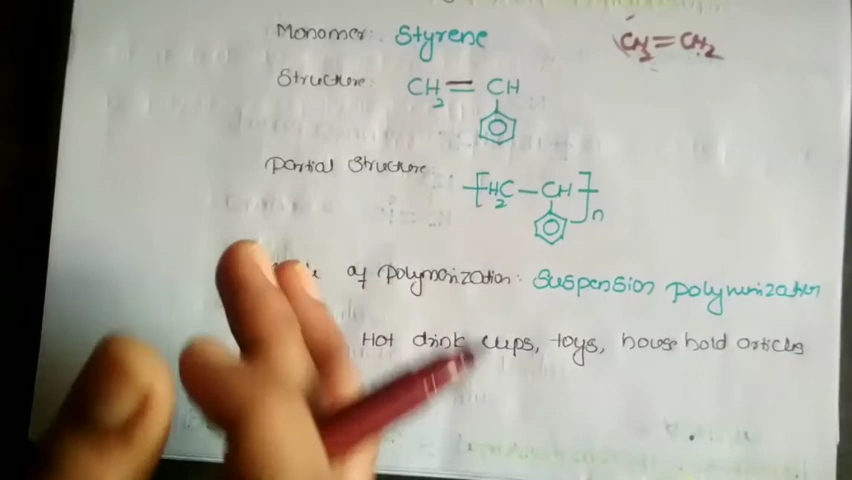 Monomer: Styrene
CH2=CH2
Structure: CH2=CH
Partial Structure: [H2C-CH]n
of Polymerization: Suspension polymerization
Hot drink cups, toys, household articles